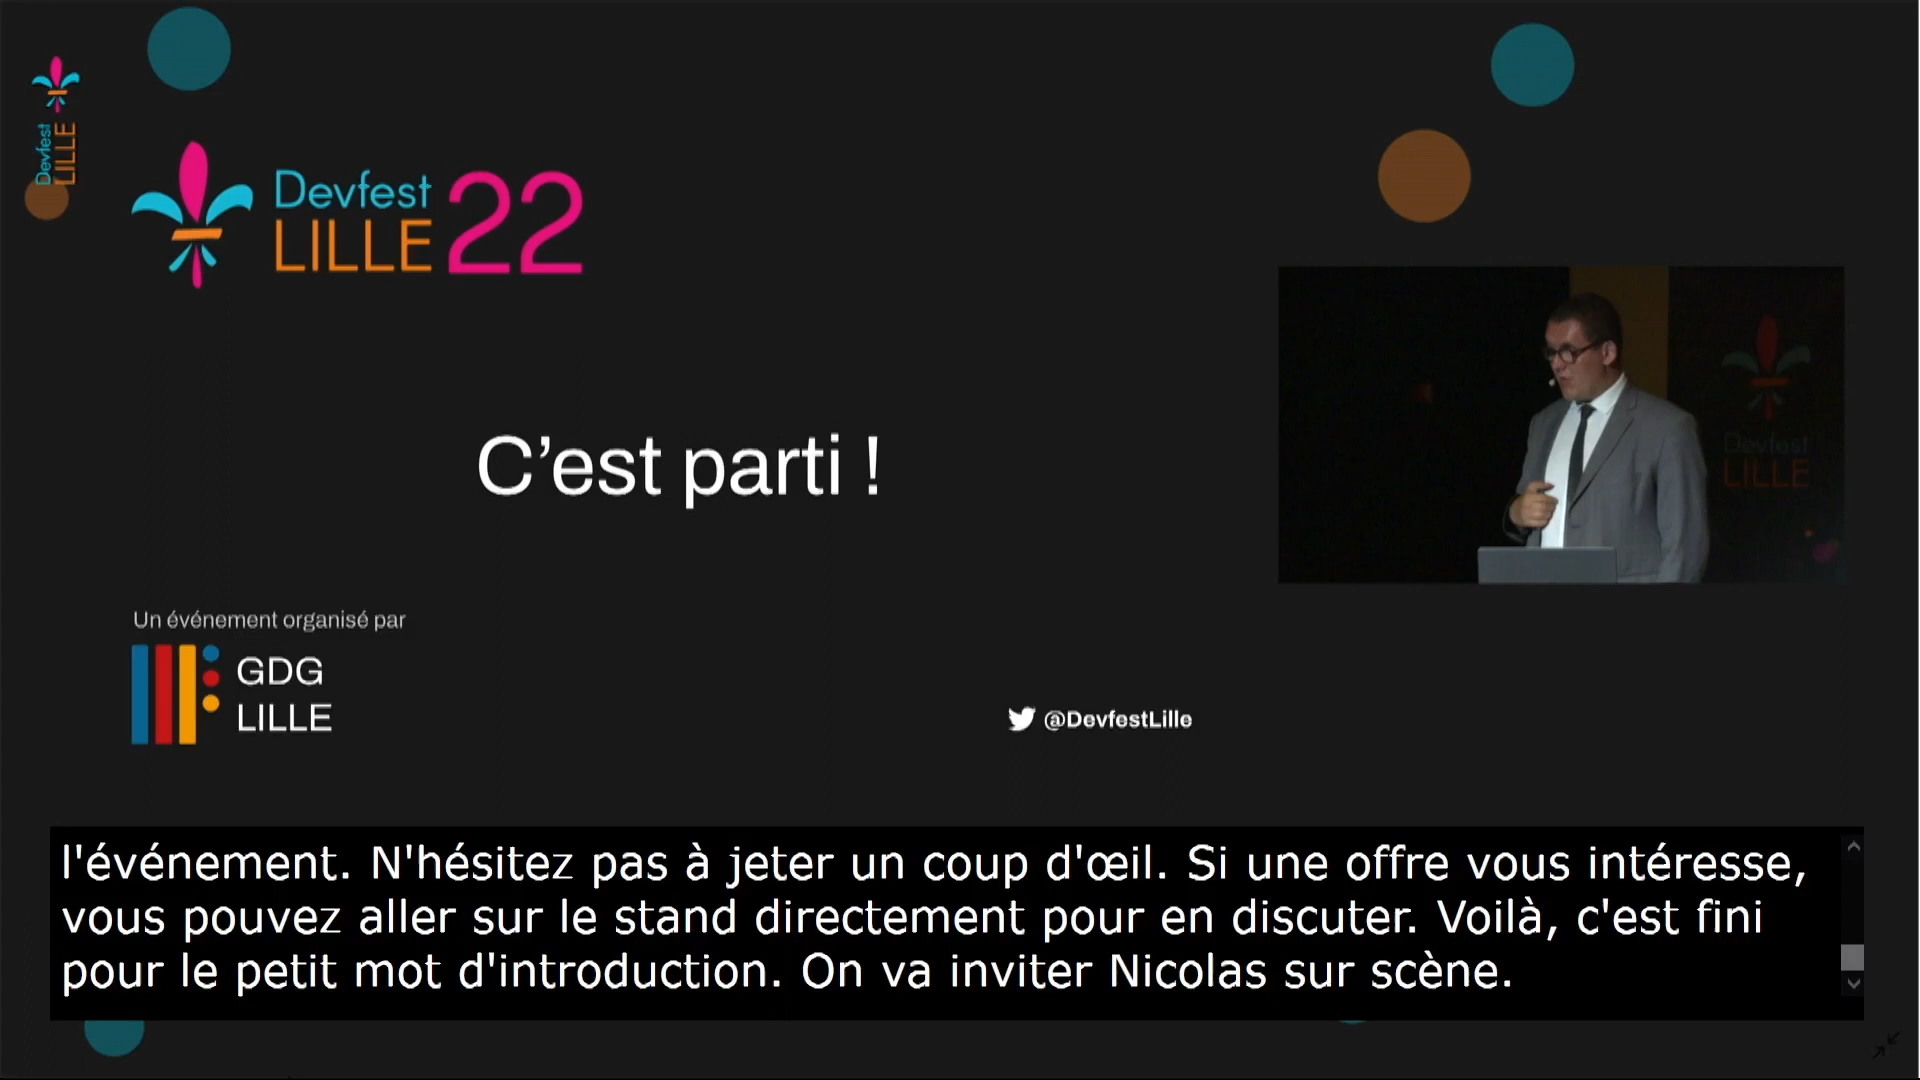 Devfest
LILLE
Devfest
LILLE 22
C’est parti !
Devfest
LILLE
Un événement organisé par
GDG
LILLE
@DevfestLille
l'événement. N'hésitez pas à jeter un coup d'œil. Si une offre vous intéresse,
vous pouvez aller sur le stand directement pour en discuter. Voilà, c'est fini
pour le petit mot d'introduction. On va inviter Nicolas sur scène.